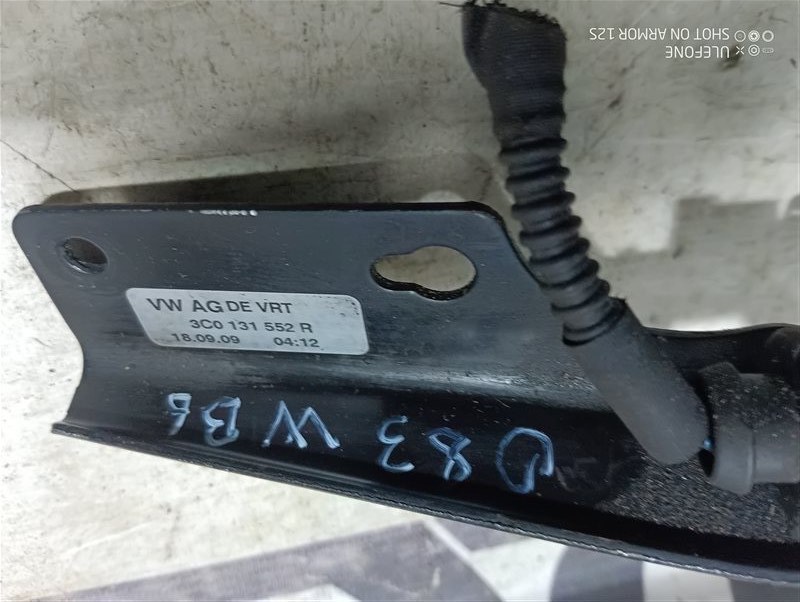 VW AG DE VRT
3C0 131 552 R
18.09.09 04:12
083 W B6
ULEFONE
SHOT ON ARMOR 12S